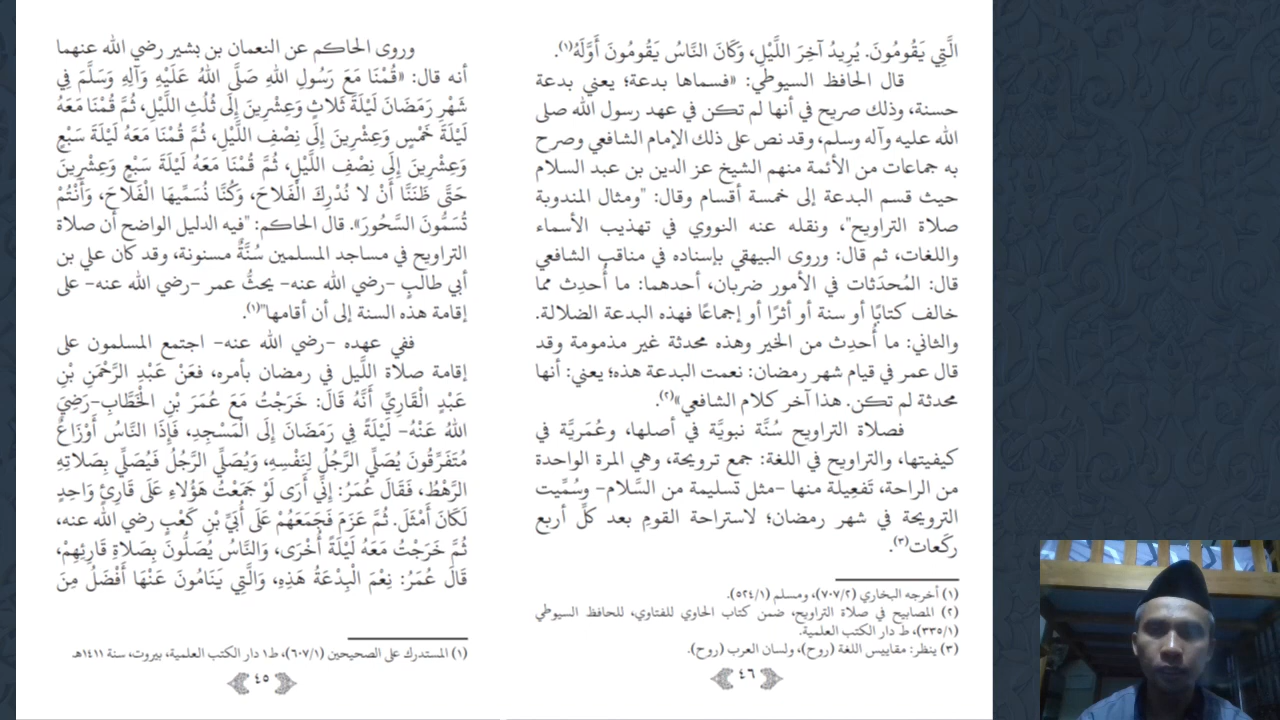 وروى الحاكم عن النعمان بن بشير رضي الله عنهما
أنه قال: «قُمْنَا مَعَ رَسُولِ اللهِ صَلَّى اللهُ عَلَيْهِ وَآلِهِ وَسَلَّمَ فِي
شَهْرِ رَمَضَانَ لَيْلَةَ ثَلاثٍ وَعِشْرِينَ إِلَى ثُلُثِ اللَّيْلِ، ثُمَّ قُمْنَا مَعَهُ
لَيْلَةَ خَمْسٍ وَعِشْرِينَ إِلَى نِصْفِ اللَّيْلِ، ثُمَّ قُمْنَا مَعَهُ لَيْلَةَ سَبْعٍ
وَعِشْرِينَ إِلَى نِصْفِ اللَّيْلِ، ثُمَّ قُمْنَا مَعَهُ لَيْلَةَ سَبْعٍ وَعِشْرِينَ
حَتَّى ظَنَنَّا أَنْ لا نُدْرِكَ الْفَلاحَ، وَكُنَّا نُسَمِّيهَا الْفَلَاحَ، وَأَنْتُمْ
تُسَمُّونَ السَّحُورَ». قال الحاكم: "فيه الدليل الواضح أن صلاة
التراويح في مساجد المسلمين سُنَّةٌ مسنونة، وقد كان علي بن
أبي طالبٍ -رضي الله عنه- يحثُّ عمر -رضي الله عنه- على
إقامة هذه السنة إلى أن أقامها"(١).
ففي عهده -رضي الله عنه- اجتمع المسلمون على
إقامة صلاة اللَّيل في رمضان بأمره، فعَنْ عَبْدِ الرَّحْمَنِ بْنِ
عَبْدٍ الْقَارِيِّ أَنَّهُ قَالَ: خَرَجْتُ مَعَ عُمَرَ بْنِ الْخَطَّابِ-رَضِيَ
اللهُ عَنْهُ- لَيْلَةً فِي رَمَضَانَ إِلَى الْمَسْجِدِ، فَإِذَا النَّاسُ أَوْزَاعٌ
مُتَفَرِّقُونَ يُصَلِّي الرَّجُلُ لِنَفْسِهِ، وَيُصَلِّي الرَّجُلُ فَيُصَلِّي بِصَلاتِهِ
الرَّهْطُ، فَقَالَ عُمَرُ: إِنِّي أَرَى لَوْ جَمَعْتُ هَؤُلاءِ عَلَى قَارِئٍ وَاحِدٍ
لَكَانَ أَمْثَلَ. ثُمَّ عَزَمَ فَجَمَعَهُمْ عَلَى أُبَيِّ بْنِ كَعْبٍ رضي الله عنه،
ثُمَّ خَرَجْتُ مَعَهُ لَيْلَةً أُخْرَى، وَالنَّاسُ يُصَلُّونَ بِصَلاةِ قَارِئِهِمْ،
قَالَ عُمَرُ: نِعْمَ الْبِدْعَةُ هَذِهِ، وَالَّتِي يَنَامُونَ عَنْهَا أَفْضَلُ مِنَ
(١) المستدرك على الصحيحين (٦٠٧/١)، ط١ دار الكتب العلمية، بيروت، سنة ١٤١١هـ
٤٥
الَّتِي يَقُومُونَ. يُرِيدُ آخِرَ اللَّيْلِ، وَكَانَ النَّاسُ يَقُومُونَ أَوَّلَهُ(١).
قال الحافظ السيوطي: «فسماها بدعة؛ يعني بدعة
حسنة، وذلك صريح في أنها لم تكن في عهد رسول الله صلى
الله عليه وآله وسلم، وقد نص على ذلك الإمام الشافعي وصرح
به جماعات من الأئمة منهم الشيخ عز الدين بن عبد السلام
حيث قسم البدعة إلى خمسة أقسام وقال: "ومثال المندوبة
صلاة التراويح"، ونقله عنه النووي في تهذيب الأسماء
واللغات، ثم قال: وروى البيهقي بإسناده في مناقب الشافعي
قال: المُحدَثات في الأمور ضربان، أحدهما: ما أُحدِث مما
خالف كتابًا أو سنة أو أثرًا أو إجماعًا فهذه البدعة الضلالة.
والثاني: ما أُحدِث من الخير وهذه محدثة غير مذمومة وقد
قال عمر في قيام شهر رمضان: نعمت البدعة هذه؛ يعني: أنها
محدثة لم تكن. هذا آخر كلام الشافعي»(٢).
فصلاة التراويح سُنَّة نبويَّة في أصلها، وعُمَريَّة في
كيفيتها، والتراويح في اللغة: جمع ترويحة، وهي المرة الواحدة
من الراحة، تَفعِيلة منها -مثل تسليمة من السَّلام- وسُمِّيت
الترويحة في شهر رمضان؛ لاستراحة القومِ بعد كلِّ أربع
ركَعات(٣).
(١) أخرجه البخاري (٧٠٧/٢)، ومسلم (٥٢٤/١).
(٢) المصابيح في صلاة التراويح، ضمن كتاب الحاوي للفتاوي، للحافظ السيوطي
(٣٣٥/١)، ط دار الكتب العلمية.
(٣) ينظر: مقاييس اللغة (روح)، ولسان العرب (روح).
٤٦